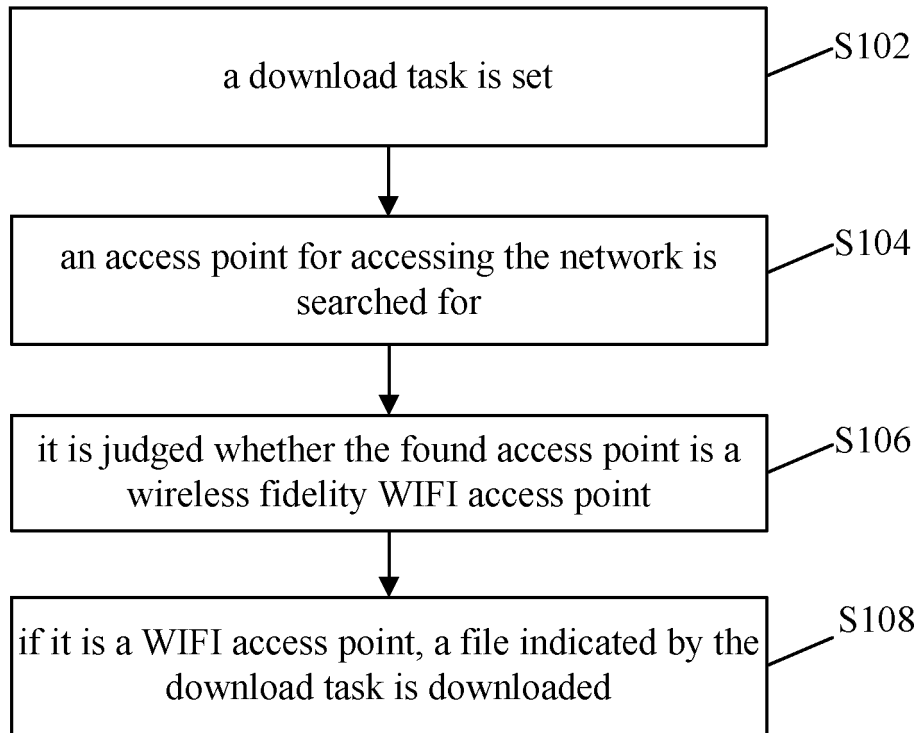 a download task is set
S102
an access point for accessing the network is
searched for
S104
it is judged whether the found access point is a
wireless fidelity WIFI access point
S106
if it is a WIFI access point, a file indicated by the
download task is downloaded
S108